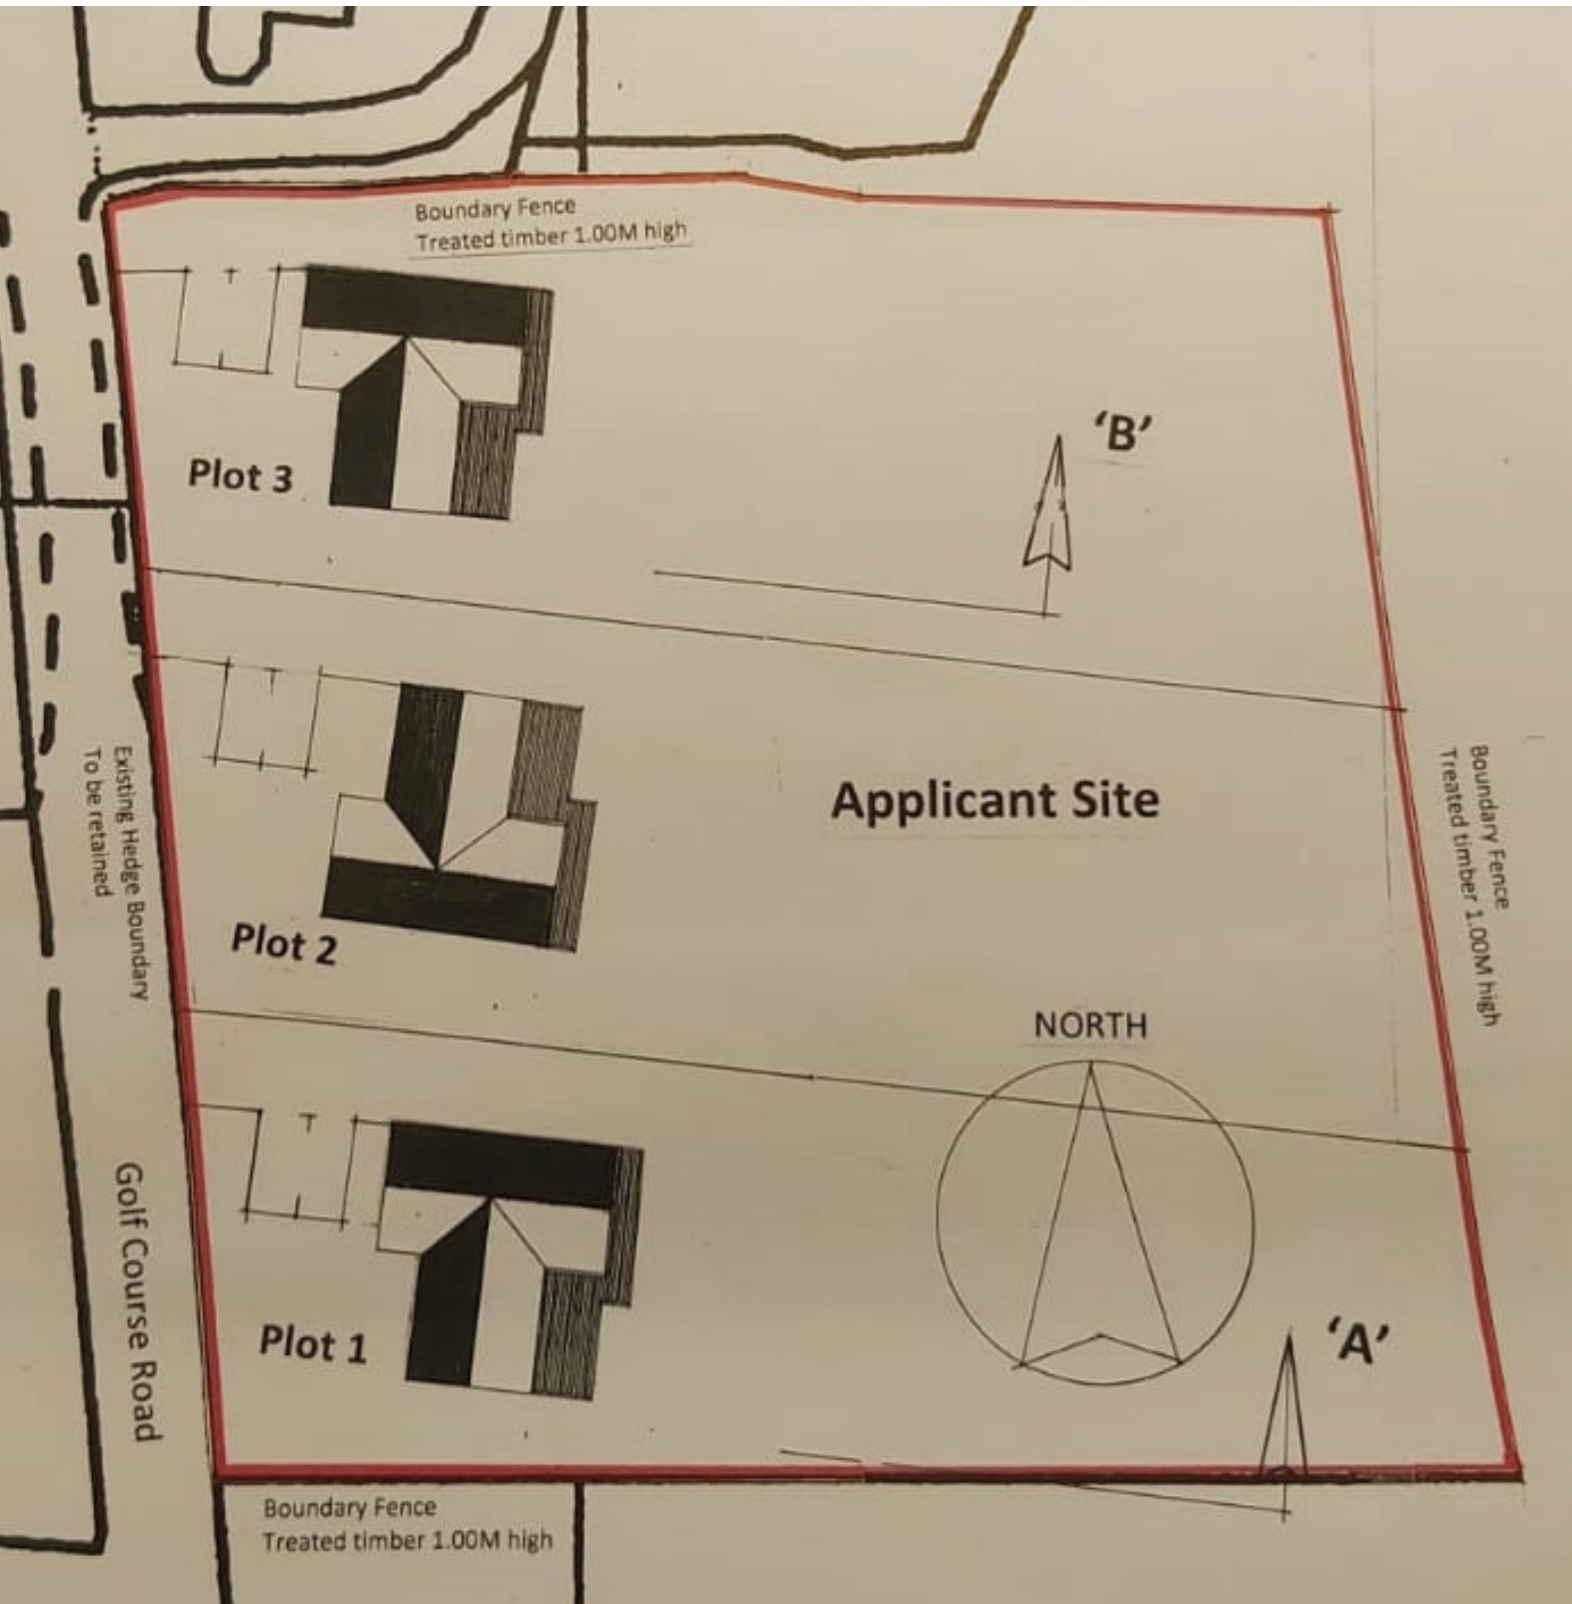 Boundary Fence
Treated timber 1.00M high
'B'
Plot 3
Applicant Site
Existing Hedge Boundary
To be retained
Boundary Fence
Treated timber 1.00M high
Plot 2
NORTH
Golf Course Road
Plot 1
'A'
Boundary Fence
Treated timber 1.00M high